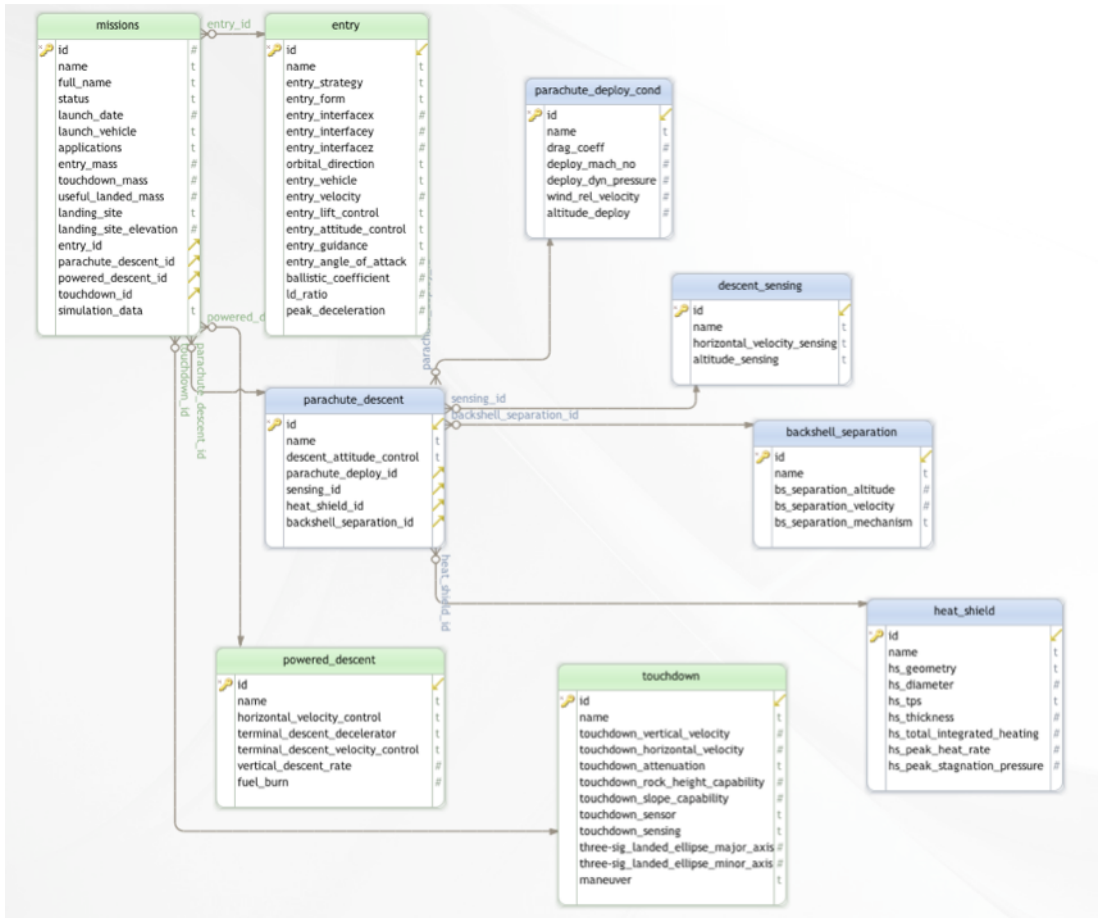 missions
id
name
full_name
status
launch_date
launch_vehicle
applications
entry_mass
touchdown_mass
useful_landed_mass
landing_site
landing_site_elevation
entry_id
parachute_descent_id
powered_descent_id
touchdown_id
simulation_data
entry_id
entry
id
name
entry_strategy
entry_form
entry_interfacex
entry_interfacey
entry_interfacez
orbital_direction
entry_vehicle
entry_velocity
entry_lift_control
entry_attitude_control
entry_guidance
entry_angle_of_attack
ballistic_coefficient
ld_ratio
peak_deceleration
parachute_deploy_cond
id
name
drag_coeff
deploy_mach_no
deploy_dyn_pressure
wind_rel_velocity
altitude_deploy
descent_sensing
id
name
horizontal_velocity_sensing
altitude_sensing
powered_d
touchdown_id
parachute_descent_id
parachute_descent
id
name
descent_attitude_control
parachute_deploy_id
sensing_id
heat_shield_id
backshell_separation_id
sensing_id
backshell_separation_id
heat_shield_id
backshell_separation
id
name
bs_separation_altitude
bs_separation_velocity
bs_separation_mechanism
heat_shield
id
name
hs_geometry
hs_diameter
hs_tps
hs_thickness
hs_total_integrated_heating
hs_peak_heat_rate
hs_peak_stagnation_pressure
powered_descent
id
name
horizontal_velocity_control
terminal_descent_decelerator
terminal_descent_velocity_control
vertical_descent_rate
fuel_burn
touchdown
id
name
touchdown_vertical_velocity
touchdown_horizontal_velocity
touchdown_attenuation
touchdown_rock_height_capability
touchdown_slope_capability
touchdown_sensor
touchdown_sensing
three-sig_landed_ellipse_major_axis
three-sig_landed_ellipse_minor_axis
maneuver